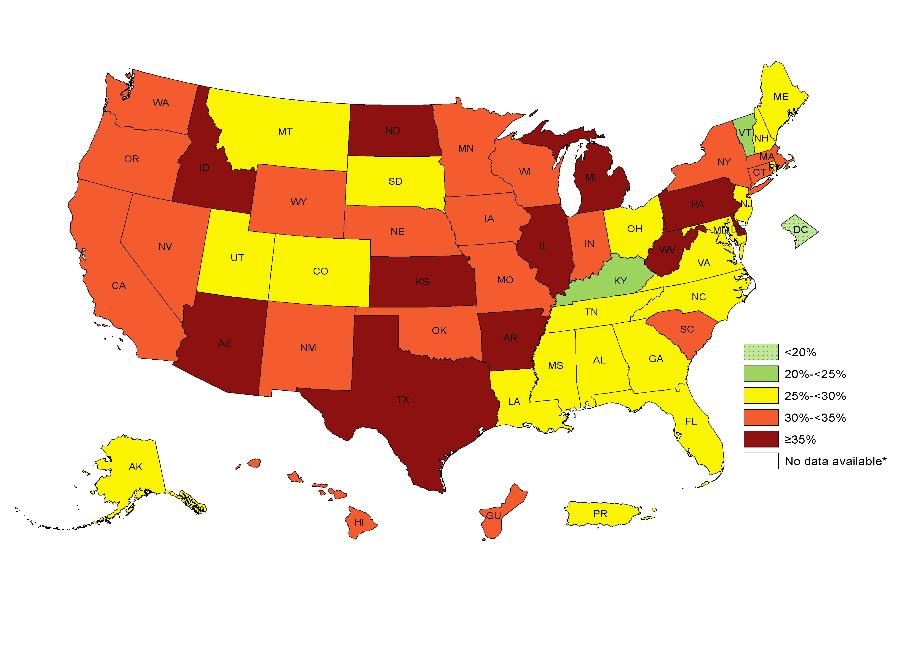 WA
MT
ND
MN
ME
VT
NH
OR
ID
SD
WI
MI
NY
MA
CT
RI
WY
IA
NE
PA
NJ
NV
UT
CO
IL
IN
OH
MD
DC
WV
VA
CA
KS
MO
KY
AZ
NM
OK
AR
TN
NC
SC
MS
AL
GA
TX
LA
FL
<20%
20%-<25%
25%-<30%
30%-<35%
≥35%
No data available*
AK
HI
GU
PR